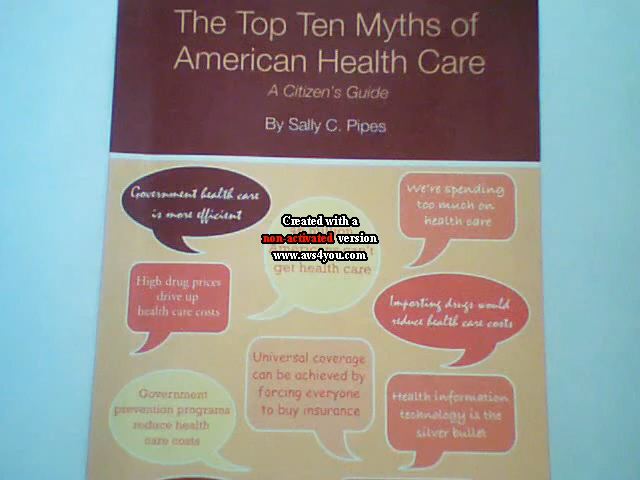 The Top Ten Myths of
American Health Care
A Citizen's Guide
By Sally C. Pipes
Government health care
is more efficient
We're spending
too much on
health care
Created with a
non-activated version
www.avs4you.com
get health care
High drug prices
drive up
health care costs
Importing drugs would
reduce health care costs
Universal coverage
can be achieved by
forcing everyone
to buy insurance
Government
prevention programs
reduce health
care costs
Health information
technology is the
silver bullet